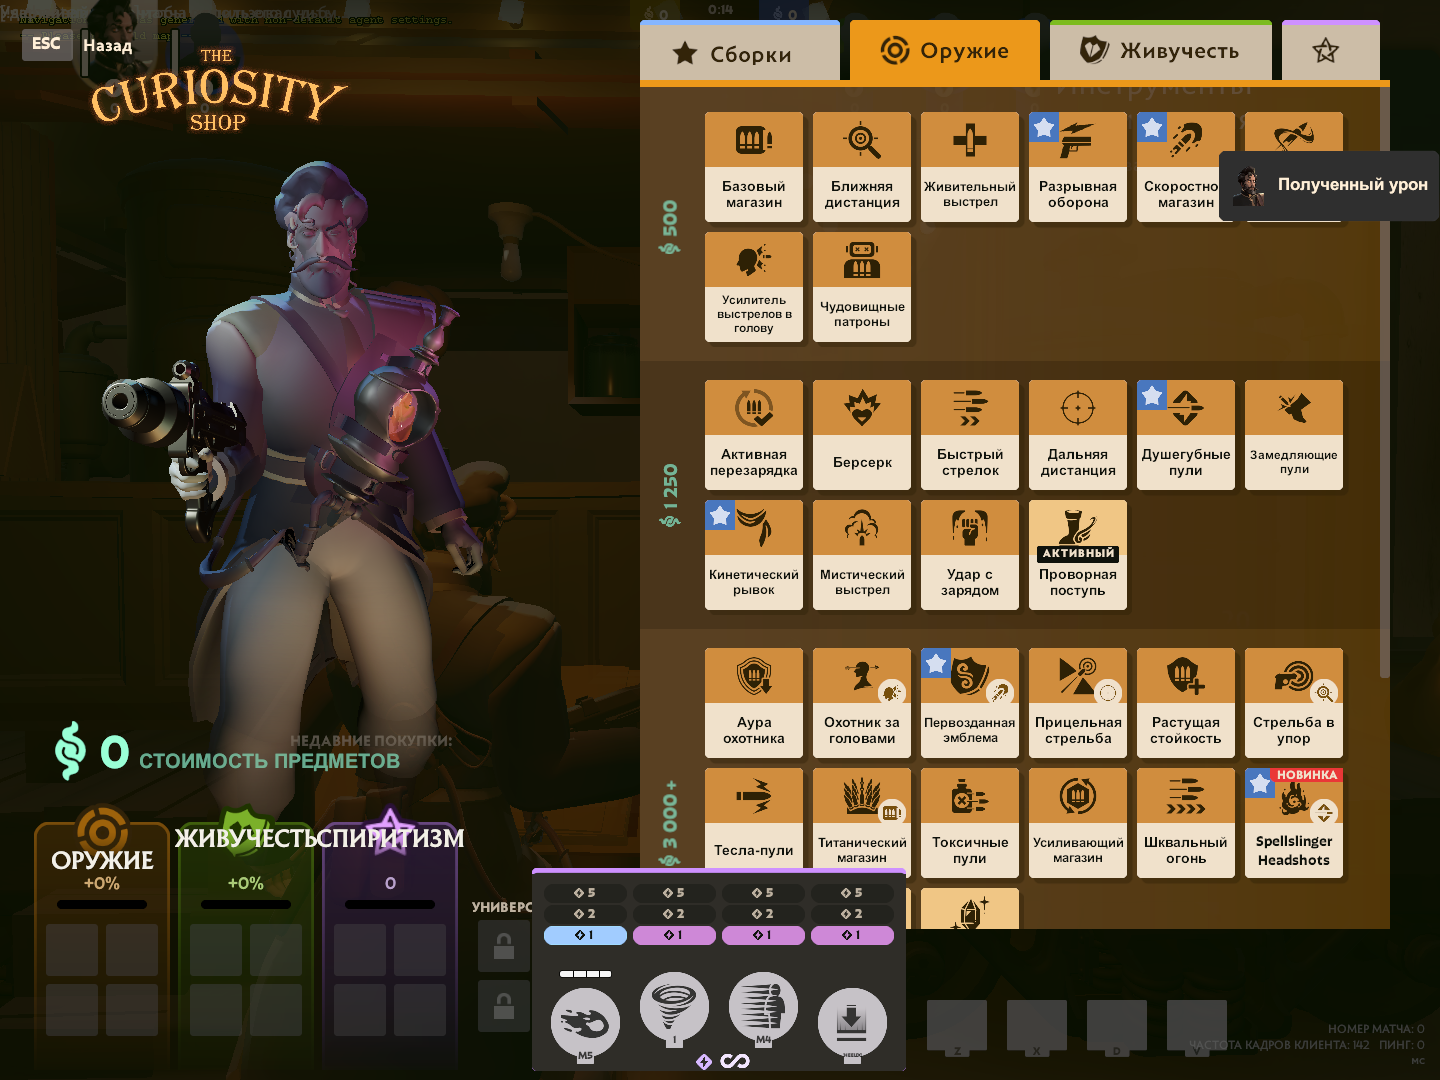 0:14
ESC
Назад
THE
CURIOSITY
SHOP
Сборки
Оружие
Живучесть
500
Базовый
магазин
Ближняя
дистанция
Живительный
выстрел
Разрывная
оборона
магазин
Полученный урон
Усилитель
выстрелов в
голову
Чудовищные
патроны
1 250
Активная
перезарядка
Берсерк
Быстрый
стрелок
Дальняя
дистанция
Душегубные
пули
Замедляющие
пули
Кинетический
рывок
Мистический
выстрел
Удар с
зарядом
АКТИВНЫЙ
Проворная
поступь
3 000+
Аура
охотника
Охотник за
головами
Первозданная
эмблема
Прицельная
стрельба
Растущая
стойкость
Стрельба в
упор
Тесла-пули
Титанический
магазин
Токсичные
пули
Усиливающий
магазин
Шквальный
огонь
НОВИНКА
Spellslinger
Headshots
НЕДАВНИЕ ПОКУПКИ:
0 СТОИМОСТЬ ПРЕДМЕТОВ
ОРУЖИЕ
+0%
ЖИВУЧЕСТЬ
+0%
СПИРИТИЗМ
0
5 5 5 5
2 2 2 2
1 1 1 1
M5
1
M4
Z
X
D
V
НОМЕР МАТЧА: 0
ЧАСТОТА КАДРОВ КЛИЕНТА: 142 ПИНГ: 0
мс